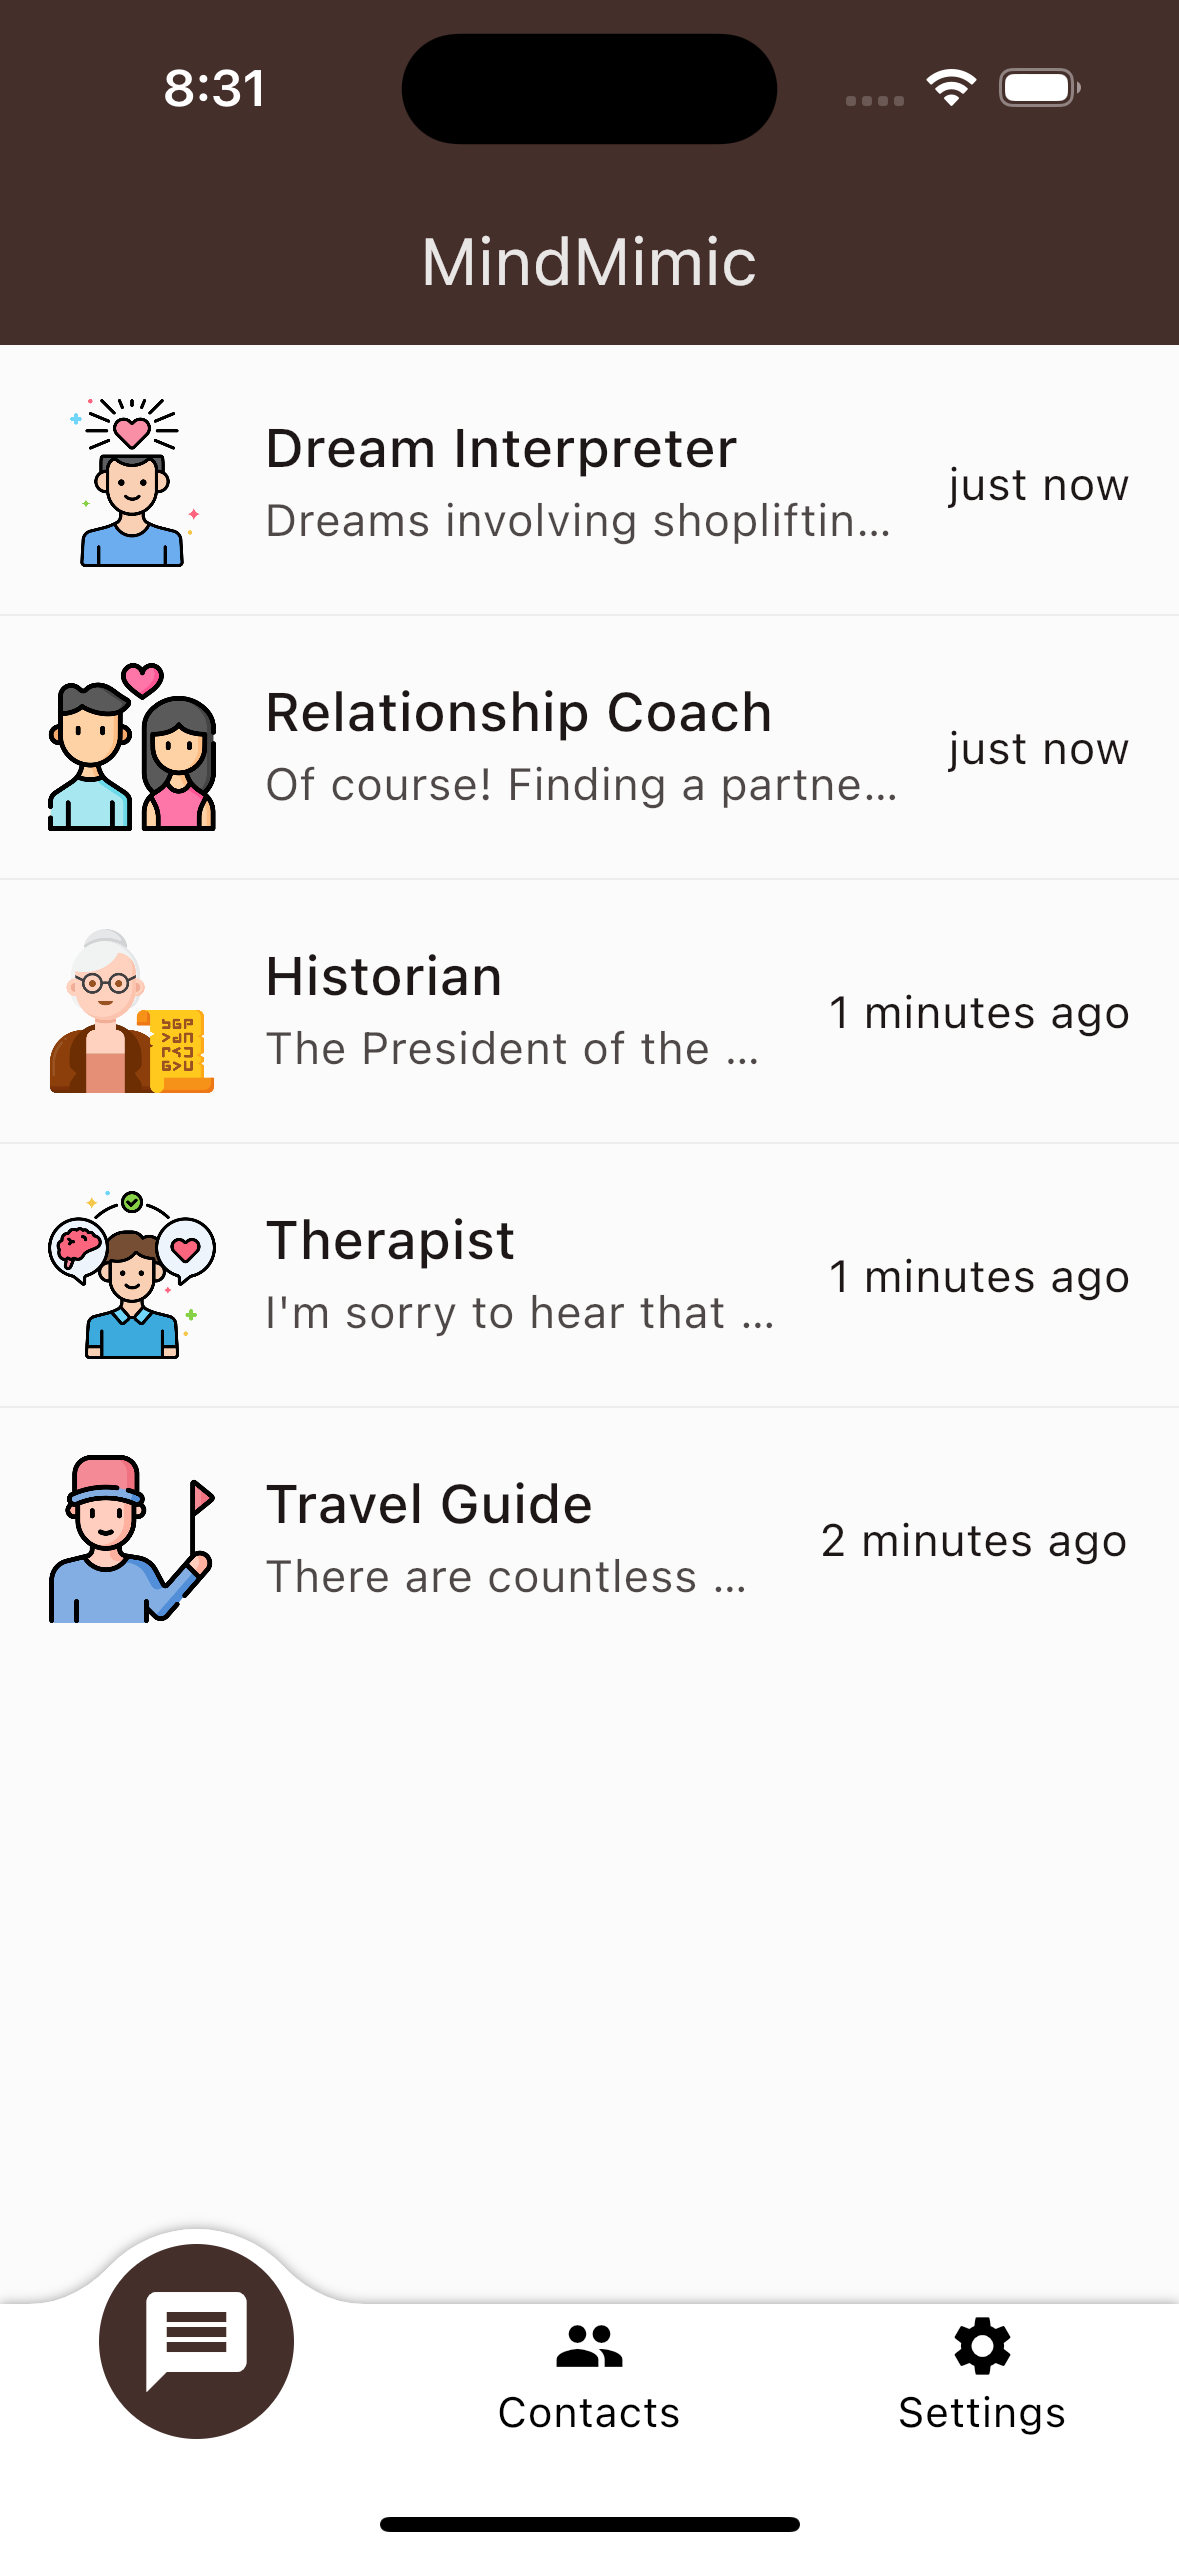 8:31
MindMimic
Dream Interpreter
Dreams involving shopliftin...
just now
Relationship Coach
Of course! Finding a partne...
just now
Historian
The President of the ...
1 minutes ago
Therapist
I'm sorry to hear that ...
1 minutes ago
Travel Guide
There are countless ...
2 minutes ago
Contacts
Settings